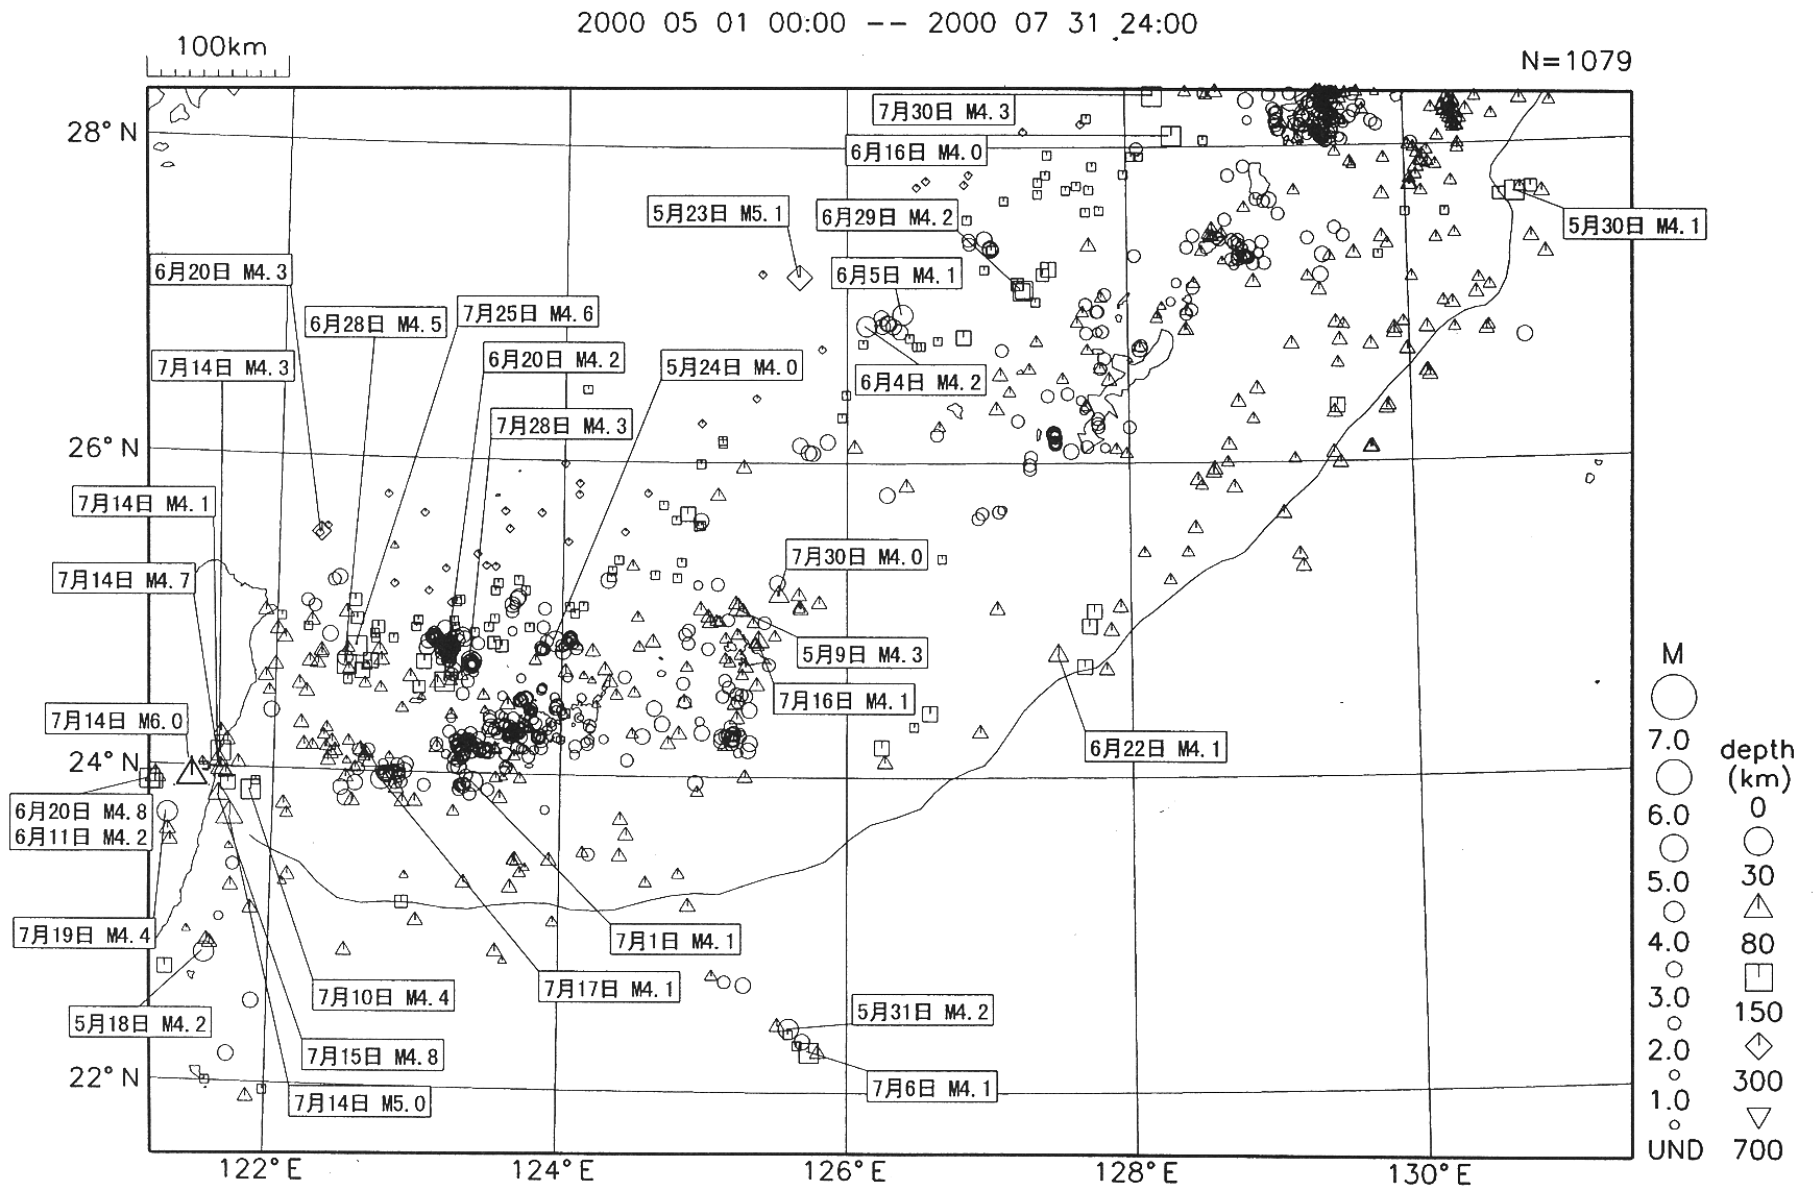 2000 05 01 00:00 -- 2000 07 31 24:00
100km
N=1079
7月30日 M4.3
28°N
6月16日 M4.0
5月23日 M5.1
6月29日 M4.2
5月30日 M4.1
6月20日 M4.3
6月5日 M4.1
6月28日 M4.5
7月25日 M4.6
7月14日 M4.3
6月20日 M4.2
5月24日 M4.0
6月4日 M4.2
7月28日 M4.3
26°N
7月14日 M4.1
7月30日 M4.0
7月14日 M4.7
5月9日 M4.3
7月16日 M4.1
7月14日 M6.0
6月22日 M4.1
24°N
6月20日 M4.8
6月11日 M4.2
7月19日 M4.4
7月1日 M4.1
7月17日 M4.1
7月10日 M4.4
5月18日 M4.2
5月31日 M4.2
7月15日 M4.8
22°N
7月6日 M4.1
7月14日 M5.0
122°E
124°E
126°E
128°E
130°E
M
7.0
6.0
5.0
4.0
3.0
2.0
1.0
UND
depth
(km)
0
30
80
150
300
700